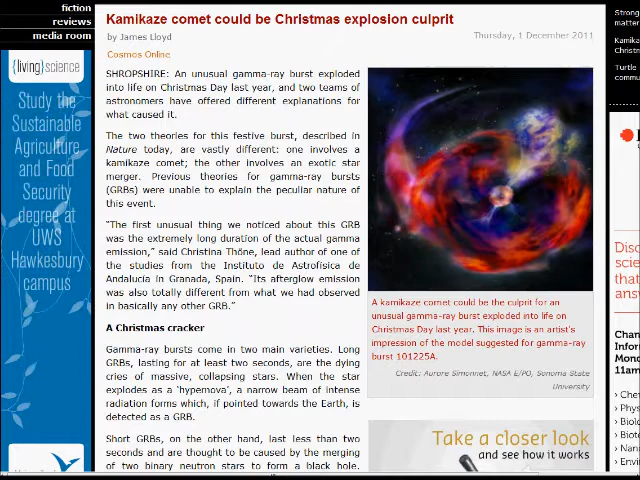 fiction
reviews
media room
{living}science
Study the
Sustainable
Agriculture
and Food
Security
degree at
UWS
Hawkesbury
campus
Kamikaze comet could be Christmas explosion culprit
by James Lloyd
Thursday, 1 December 2011
Cosmos Online
SHROPSHIRE: An unusual gamma-ray burst exploded
into life on Christmas Day last year, and two teams of
astronomers have offered different explanations for
what caused it.
The two theories for this festive burst, described in
Nature today, are vastly different: one involves a
kamikaze comet; the other involves an exotic star
merger. Previous theories for gamma-ray bursts
(GRBs) were unable to explain the peculiar nature of
this event.
"The first unusual thing we noticed about this GRB
was the extremely long duration of the actual gamma
emission," said Christina Thöne, lead author of one of
the studies from the Instituto de Astrofísica de
Andalucía in Granada, Spain. "Its afterglow emission
was also totally different from what we had observed
in basically any other GRB."
A Christmas cracker
Gamma-ray bursts come in two main varieties. Long
GRBs, lasting for at least two seconds, are the dying
cries of massive, collapsing stars. When the star
explodes as a 'hypernova', a narrow beam of intense
radiation forms which, if pointed towards the Earth, is
detected as a GRB.
Short GRBs, on the other hand, last less than two
seconds and are thought to be caused by the merging
of two binary neutron stars to form a black hole.
A kamikaze comet could be the culprit for an
unusual gamma-ray burst exploded into life on
Christmas Day last year. This image is an artist's
impression of the model suggested for gamma-ray
burst 101225A.
Credit: Aurore Simonnet, NASA E/PO, Sonoma State
University
Take a closer look
and see how it works
Strong
matter
Kamika
Christm
Turtle
commu
Disc
scie
that
answ
Chan
Infor
Mond
11am
› Che
› Phys
› Biolo
› Biote
› Nan
› Envi